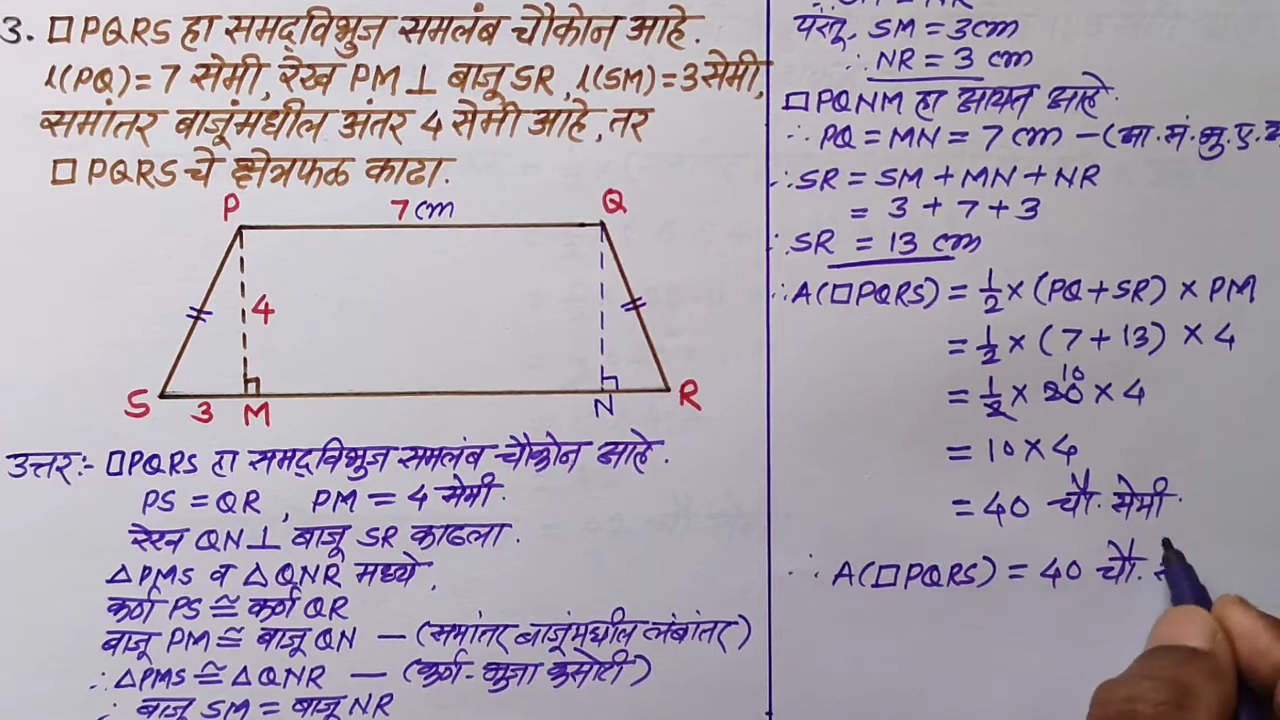 3. □PQRS हा समद्विभुज समलंब चौकोन आहे.
l(PQ) = 7 सेमी, रेख PM ⊥ बाजू SR, l(SM) = 3 सेमी,
समांतर बाजूंमधील अंतर 4 सेमी आहे, तर
□PQRS चे क्षेत्रफळ काढा.
P 7 cm Q
4
S 3 M N R
उत्तर:- □PQRS हा समद्विभुज समलंब चौकोन आहे.
PS = QR, PM = 4 सेमी.
रेख QN ⊥ बाजू SR काढला.
△PMS व △QNR मध्ये,
कर्ण PS ≅ कर्ण QR
बाजू PM ≅ बाजू QN — (समांतर बाजूंमधील लंबांतर)
∴ △PMS ≅ △QNR — (कर्ण-भुजा कसोटी)
∴ बाजू SM = बाजू NR
परंतू, SM = 3cm
∴ NR = 3 cm
□PQNM हा आयत आहे.
∴ PQ = MN = 7 cm — (आ. सं. भु. ए.
∴ SR = SM + MN + NR
= 3 + 7 + 3
∴ SR = 13 cm
∴ A(□PQRS) = 1/2 × (PQ + SR) × PM
= 1/2 × (7 + 13) × 4
10
= 1/2 × 20 × 4
= 10 × 4
= 40 चौ. सेमी.
∴ A(□PQRS) = 40 चौ.